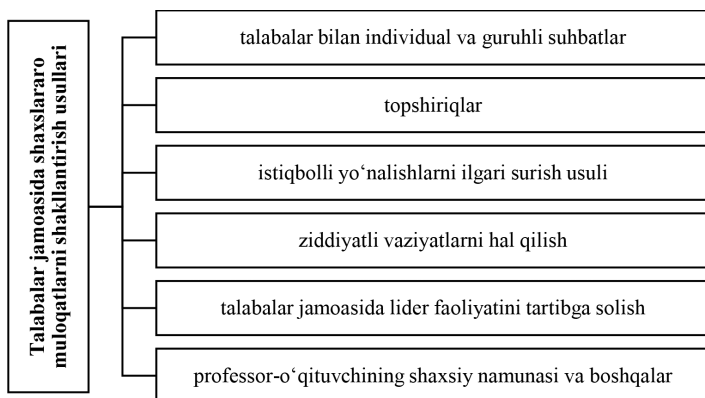 Talabalar jamoasida shaxslararo
muloqatlarni shakllantirish usullari
talabalar bilan individual va guruhli suhbatlar
topshiriqlar
istiqbolli yo‘nalishlarni ilgari surish usuli
ziddiyatli vaziyatlarni hal qilish
talabalar jamoasida lider faoliyatini tartibga solish
professor-o‘qituvchining shaxsiy namunasi va boshqalar